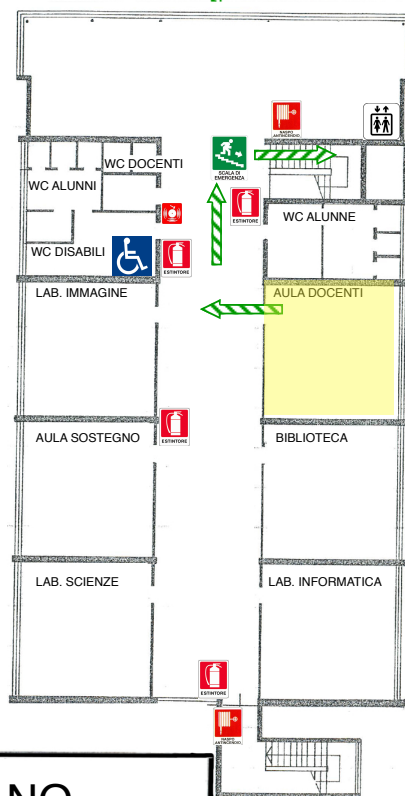 NASPO
ANTINCENDIO
SCALA DI
EMERGENZA
WC DOCENTI
WC ALUNNI
ESTINTORE
WC ALUNNE
WC DISABILI
ESTINTORE
LAB. IMMAGINE
AULA DOCENTI
AULA SOSTEGNO
ESTINTORE
BIBLIOTECA
LAB. SCIENZE
LAB. INFORMATICA
ESTINTORE
NASPO
ANTINCENDIO
NO